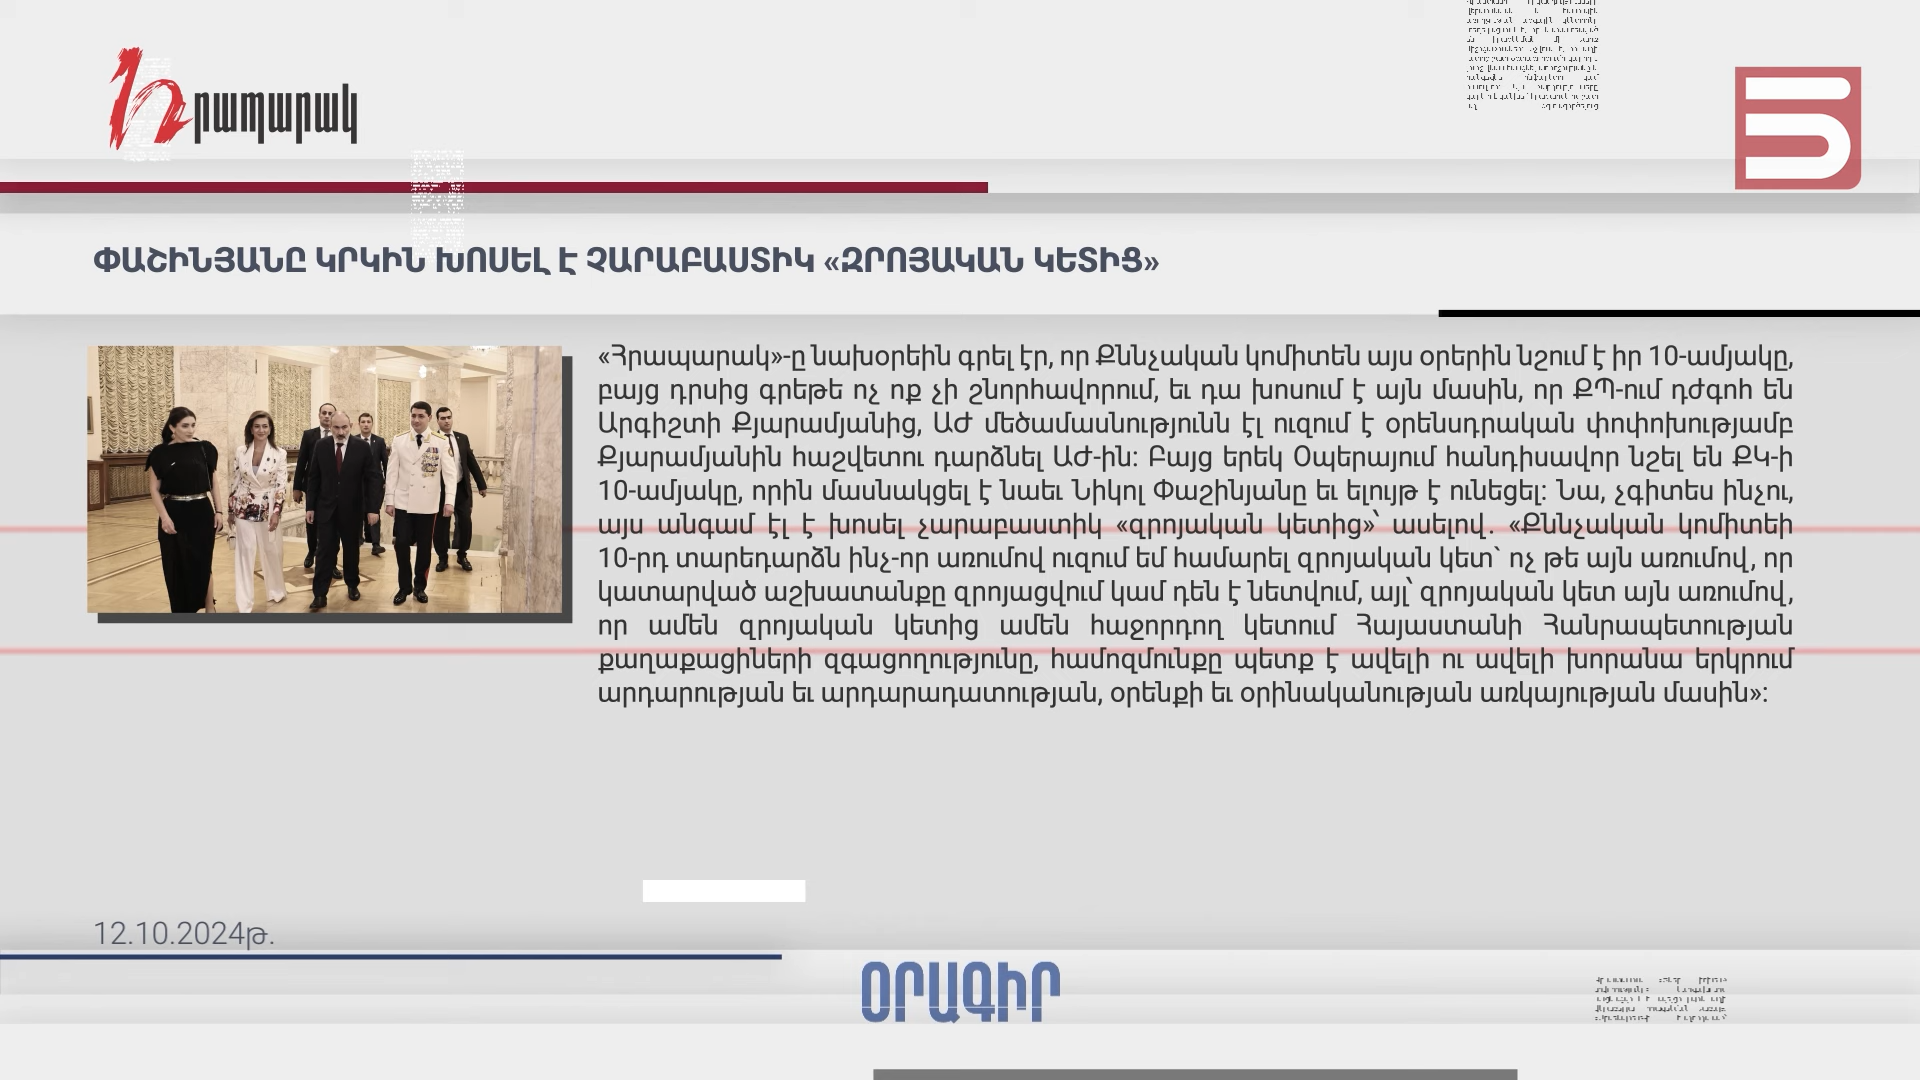 Հրապարակ
ՓԱՇԻՆՅԱՆԸ ԿՐԿԻՆ ԽՈՍԵԼ Է ՉԱՐԱԲԱՍՏԻԿ «ԶՐՈՅԱԿԱՆ ԿԵՏԻՑ»
«Հրապարակ»-ը նախօրեին գրել էր, որ Քննչական կոմիտեն այս օրերին նշում է իր 10-ամյակը,
բայց դրսից գրեթե ոչ ոք չի շնորհավորում, եւ դա խոսում է այն մասին, որ ՔՊ-ում դժգոհ են
Արգիշտի Քյարամյանից, ԱԺ մեծամասնությունն էլ ուզում է օրենսդրական փոփոխությամբ
Քյարամյանին հաշվետու դարձնել ԱԺ-ին: Բայց երեկ Օպերայում հանդիսավոր նշել են ՔԿ-ի
10-ամյակը, որին մասնակցել է նաեւ Նիկոլ Փաշինյանը եւ ելույթ է ունեցել: Նա, չգիտես ինչու,
այս անգամ էլ է խոսել չարաբաստիկ «զրոյական կետից»՝ ասելով. «Քննչական կոմիտեի
10-րդ տարեդարձն ինչ-որ առումով ուզում եմ համարել զրոյական կետ` ոչ թե այն առումով, որ
կատարված աշխատանքը զրոյացվում կամ դեն է նետվում, այլ՝ զրոյական կետ այն առումով,
որ ամեն զրոյական կետից ամեն հաջորդող կետում Հայաստանի Հանրապետության
քաղաքացիների զգացողությունը, համոզմունքը պետք է ավելի ու ավելի խորանա երկրում
արդարության եւ արդարադատության, օրենքի եւ օրինականության առկայության մասին»:
12.10.2024թ.
ՕՐԱԳԻՐ